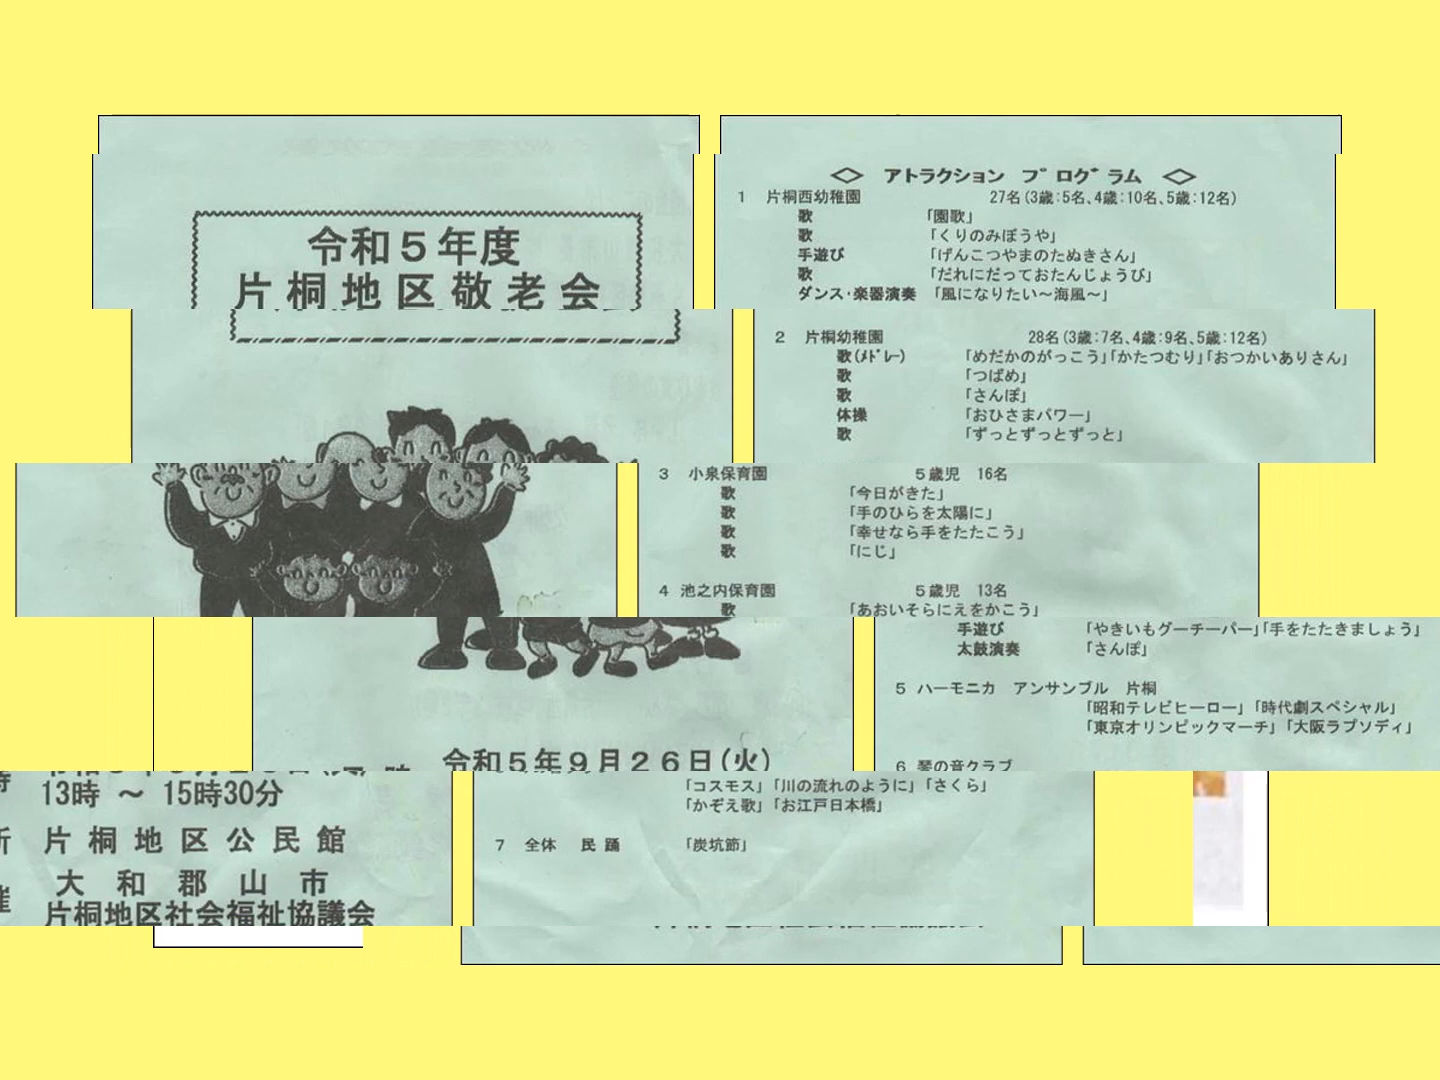 令和５年度
片桐地区敬老会
令和５年９月２６日(火)
13時 ～ 15時30分
片桐地区公民館
大和郡山市
片桐地区社会福祉協議会
◇ アトラクション プログラム ◇
1 片桐西幼稚園 27名(3歳:5名、4歳:10名、5歳:12名)
歌 「園歌」
歌 「くりのみぼうや」
手遊び 「げんこつやまのたぬきさん」
歌 「だれにだっておたんじょうび」
ダンス・楽器演奏 「風になりたい～海風～」
2 片桐幼稚園 28名(3歳:7名、4歳:9名、5歳:12名)
歌(ﾒﾄﾞﾚｰ) 「めだかのがっこう」「かたつむり」「おつかいありさん」
歌 「つばめ」
歌 「さんぽ」
体操 「おひさまパワー」
歌 「ずっとずっとずっと」
3 小泉保育園 5歳児 16名
歌 「今日がきた」
歌 「手のひらを太陽に」
歌 「幸せなら手をたたこう」
歌 「にじ」
4 池之内保育園 5歳児 13名
歌 「あおいそらにえをかこう」
手遊び 「やきいもグーチーパー」「手をたたきましょう」
太鼓演奏 「さんぽ」
5 ハーモニカ アンサンブル 片桐
「昭和テレビヒーロー」「時代劇スペシャル」
「東京オリンピックマーチ」「大阪ラプソディ」
6 琴の音クラブ
「コスモス」「川の流れのように」「さくら」
「かぞえ歌」「お江戸日本橋」
7 全体 民踊 「炭坑節」